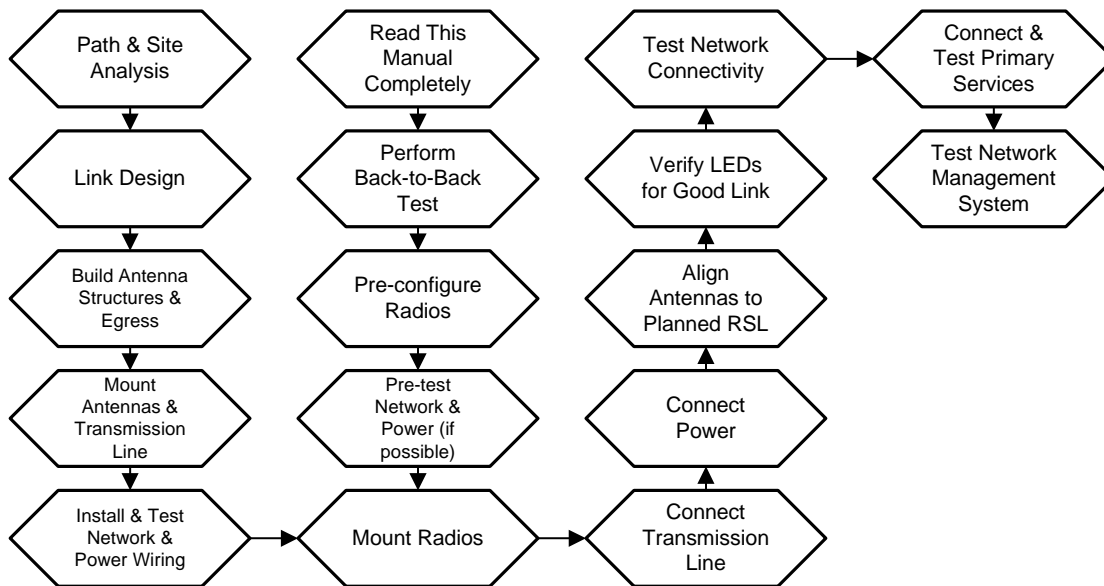 Path & Site
Analysis
Link Design
Build Antenna
Structures &
Egress
Mount
Antennas &
Transmission
Line
Install & Test
Network &
Power Wiring
Read This
Manual
Completely
Perform
Back-to-Back
Test
Pre-configure
Radios
Pre-test
Network &
Power (if
possible)
Mount Radios
Connect
Transmission
Line
Connect
Power
Align
Antennas to
Planned RSL
Verify LEDs
for Good Link
Test Network
Connectivity
Connect &
Test Primary
Services
Test Network
Management
System